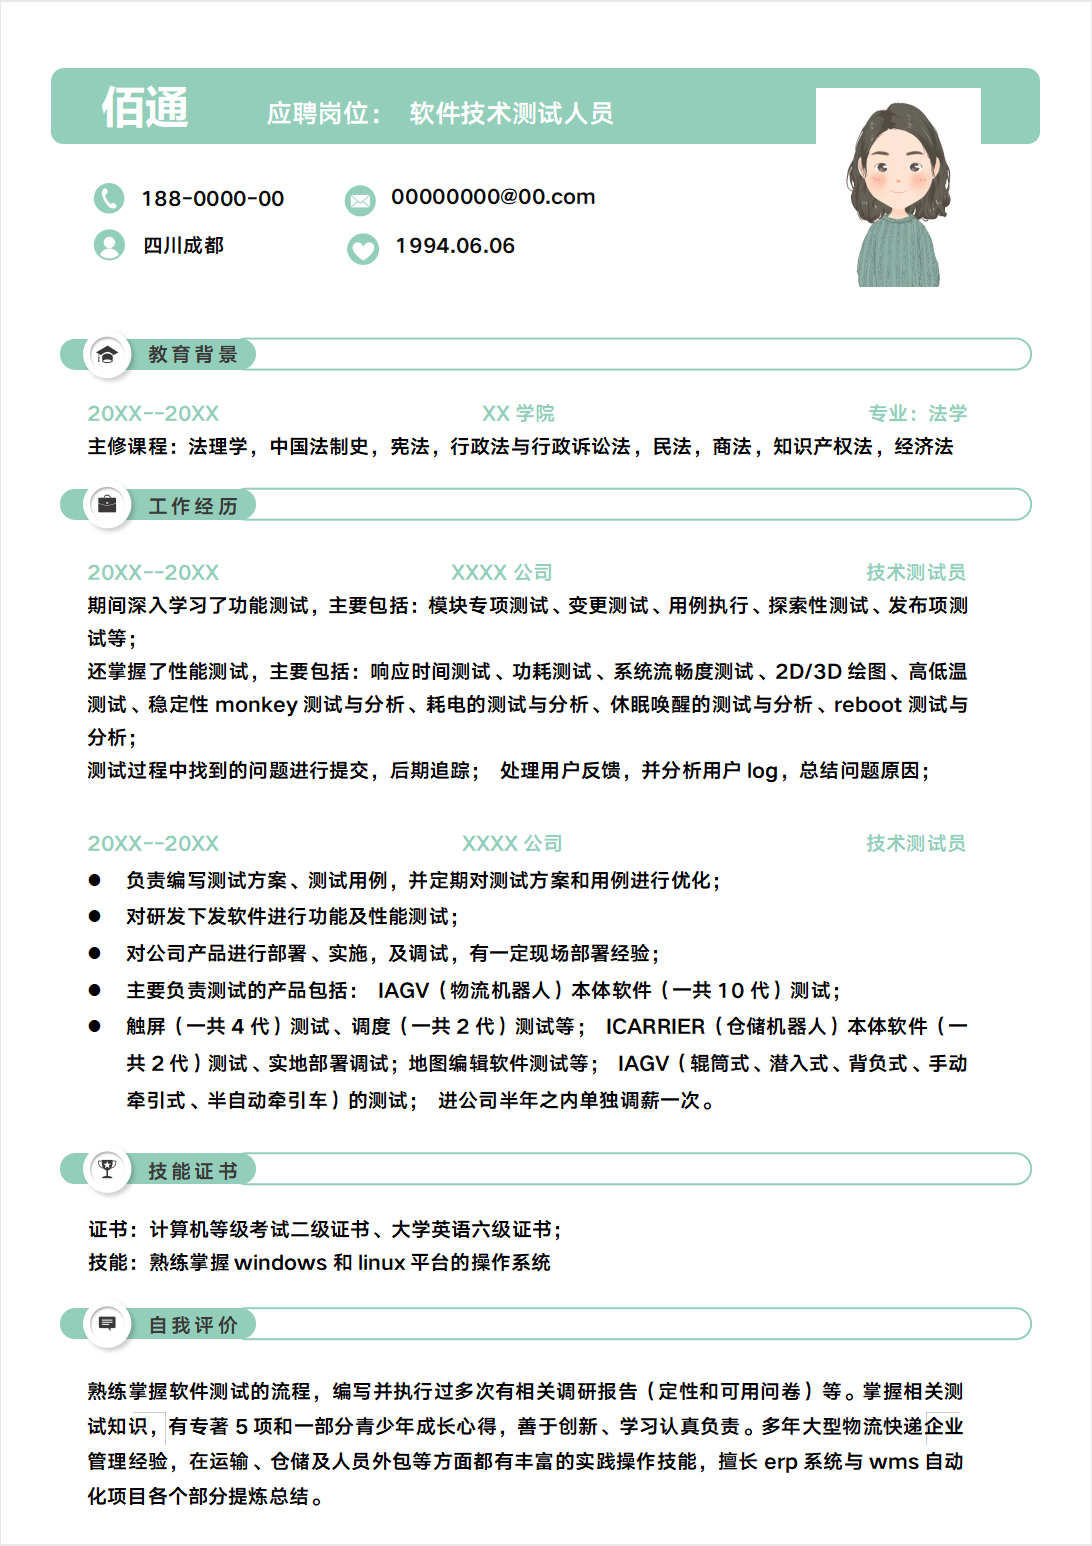 佰通 应聘岗位： 软件技术测试人员
188-0000-00 00000000@00.com
四川成都 1994.06.06
教育背景
20XX--20XX XX 学院 专业：法学
主修课程：法理学，中国法制史，宪法，行政法与行政诉讼法，民法，商法，知识产权法，经济法
工作经历
20XX--20XX XXXX 公司 技术测试员
期间深入学习了功能测试，主要包括：模块专项测试、变更测试、用例执行、探索性测试、发布项测
试等；
还掌握了性能测试，主要包括：响应时间测试、功耗测试、系统流畅度测试、2D/3D 绘图、高低温
测试、稳定性 monkey 测试与分析、耗电的测试与分析、休眠唤醒的测试与分析、reboot 测试与
分析；
测试过程中找到的问题进行提交，后期追踪； 处理用户反馈，并分析用户 log，总结问题原因；
20XX--20XX XXXX 公司 技术测试员
● 负责编写测试方案、测试用例，并定期对测试方案和用例进行优化；
● 对研发下发软件进行功能及性能测试；
● 对公司产品进行部署、实施，及调试，有一定现场部署经验；
● 主要负责测试的产品包括： IAGV（物流机器人）本体软件（一共 10 代）测试；
● 触屏（一共 4 代）测试、调度（一共 2 代）测试等； ICARRIER（仓储机器人）本体软件（一
共 2 代）测试、实地部署调试；地图编辑软件测试等； IAGV（辊筒式、潜入式、背负式、手动
牵引式、半自动牵引车）的测试； 进公司半年之内单独调薪一次。
技能证书
证书：计算机等级考试二级证书、大学英语六级证书；
技能：熟练掌握 windows 和 linux 平台的操作系统
自我评价
熟练掌握软件测试的流程，编写并执行过多次有相关调研报告（定性和可用问卷）等。掌握相关测
试知识，有专著 5 项和一部分青少年成长心得，善于创新、学习认真负责。多年大型物流快递企业
管理经验，在运输、仓储及人员外包等方面都有丰富的实践操作技能，擅长 erp 系统与 wms 自动
化项目各个部分提炼总结。